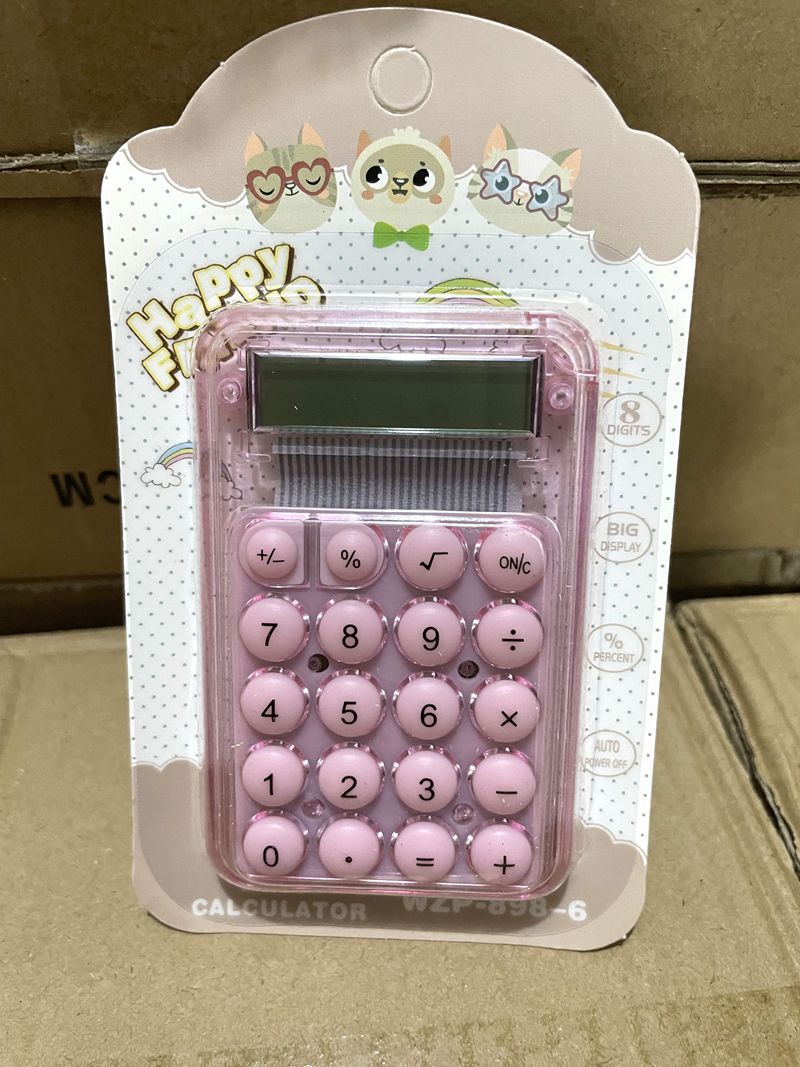 Happy
8
DIGITS
BIG
DISPLAY
%
PERCENT
AUTO
POWER OFF
+/− % √ ON/C
7 8 9 ÷
4 5 6 ×
1 2 3 −
0 . = +
CALCULATOR WZP-898-6